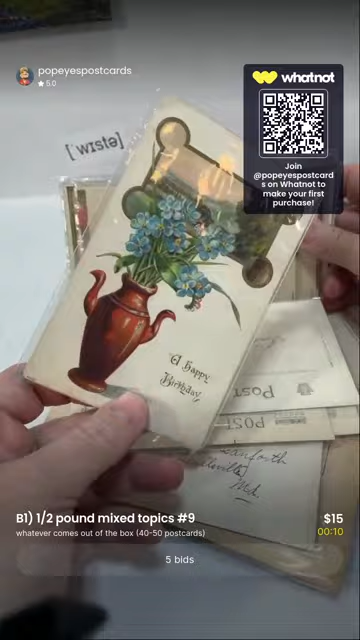 popeyespostcards
★ 5.0
whatnot
Join
@popeyespostcard
s on Whatnot to
make your first
purchase!
[ˈwɪstə]
A Happy
Birthday
Post
POST
Md.
B1) 1/2 pound mixed topics #9
$15
whatever comes out of the box (40-50 postcards)
00:10
5 bids